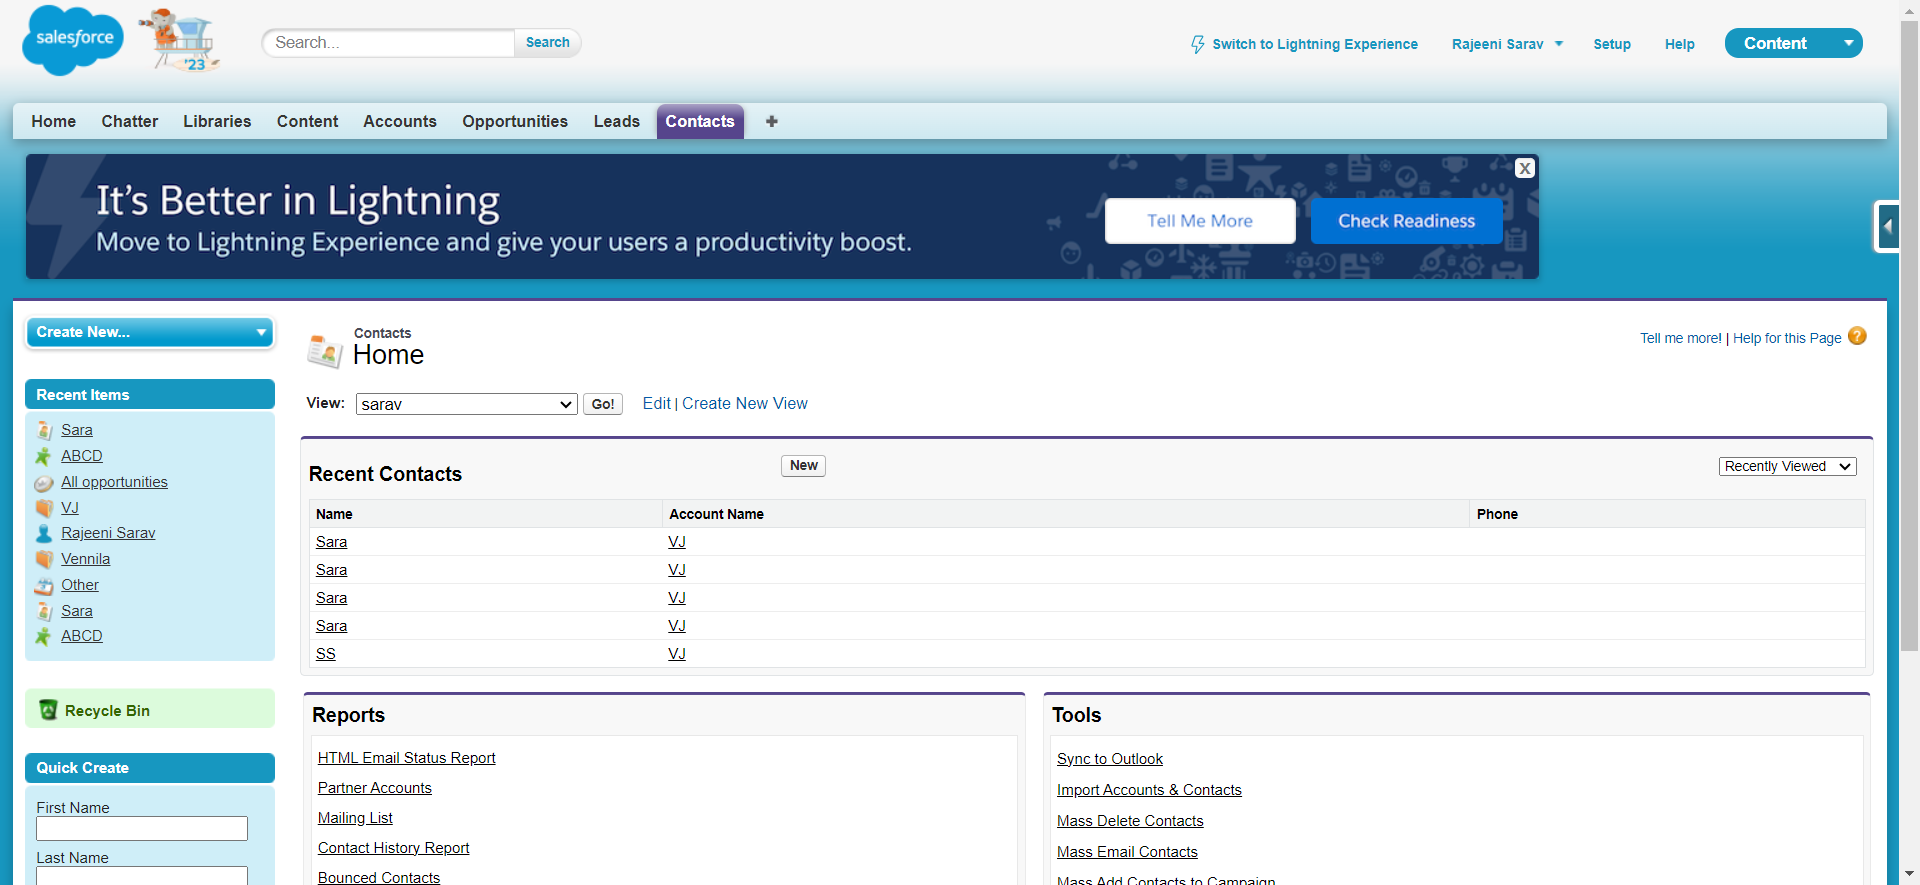 salesforce
'23
Search...
Search
Switch to Lightning Experience
Rajeeni Sarav
Setup
Help
Content
Home
Chatter
Libraries
Content
Accounts
Opportunities
Leads
Contacts
+
It's Better in Lightning
Move to Lightning Experience and give your users a productivity boost.
Tell Me More
Check Readiness
X
Create New...
Recent Items
Sara
ABCD
All opportunities
VJ
Rajeeni Sarav
Vennila
Other
Sara
ABCD
Recycle Bin
Quick Create
First Name
Last Name
Contacts
Home
Tell me more! | Help for this Page ?
View: sarav Go! Edit | Create New View
Recent Contacts
New
Recently Viewed
Name Account Name Phone
Sara VJ
Sara VJ
Sara VJ
Sara VJ
SS VJ
Reports
HTML Email Status Report
Partner Accounts
Mailing List
Contact History Report
Bounced Contacts
Tools
Sync to Outlook
Import Accounts & Contacts
Mass Delete Contacts
Mass Email Contacts
Mass Add Contacts to Campaign